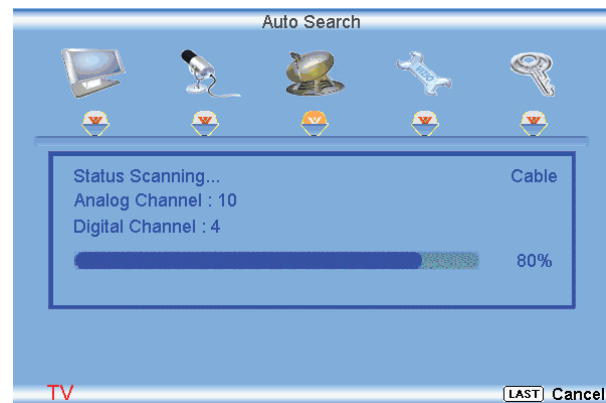 Auto Search
Status Scanning... Cable
Analog Channel : 10
Digital Channel : 4
80%
TV LAST Cancel